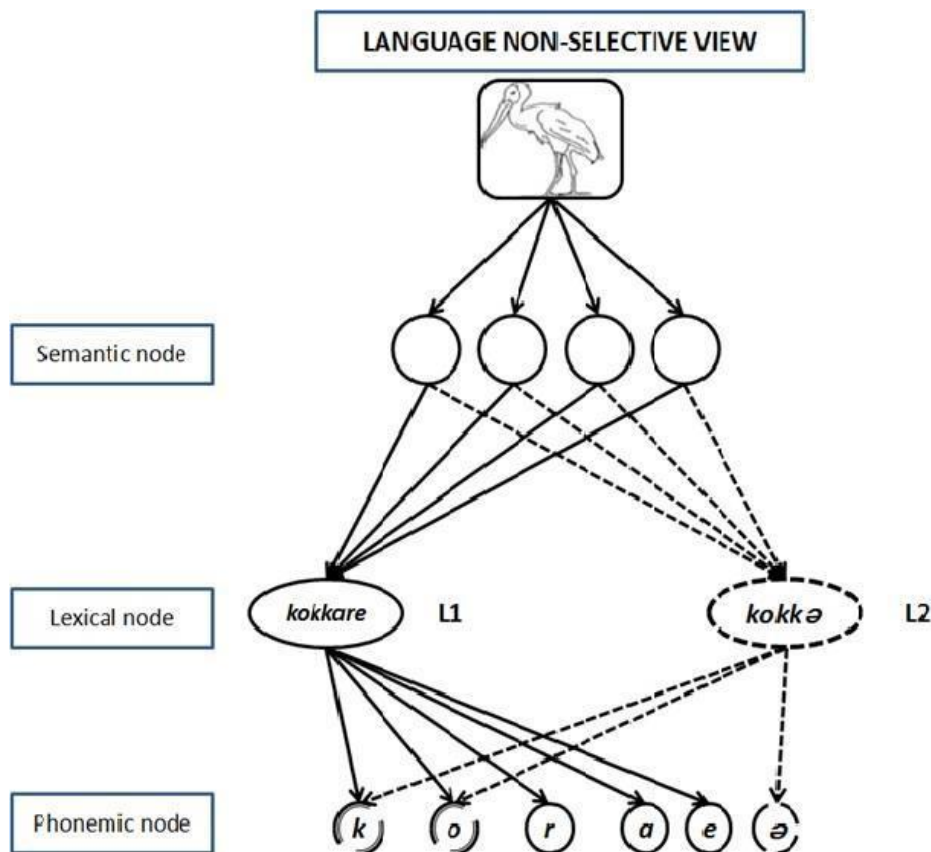 LANGUAGE NON-SELECTIVE VIEW
Semantic node
Lexical node
kokkare
L1
kokkə
L2
Phonemic node
k
o
r
a
e
ə